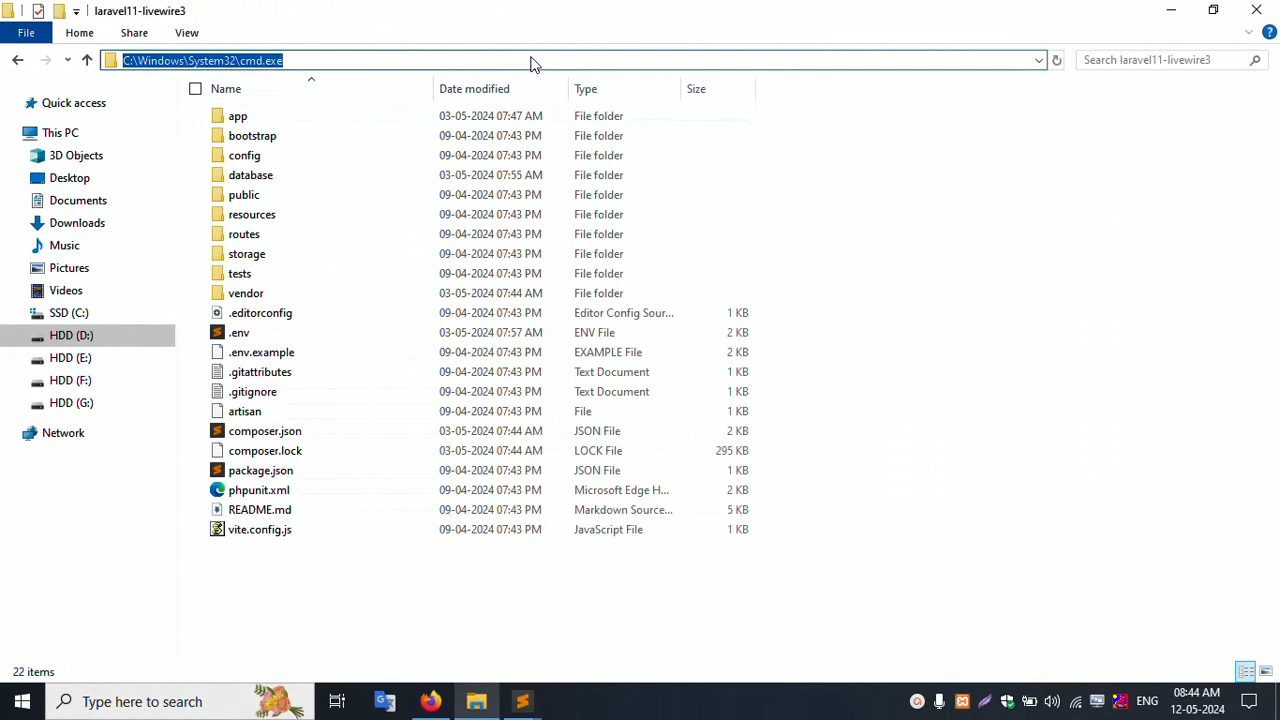 laravel11-livewire3
File Home Share View
C:\Windows\System32\cmd.exe
Search laravel11-livewire3
Name Date modified Type Size
Quick access
This PC
3D Objects
Desktop
Documents
Downloads
Music
Pictures
Videos
SSD (C:)
HDD (D:)
HDD (E:)
HDD (F:)
HDD (G:)
Network
app 03-05-2024 07:47 AM File folder
bootstrap 09-04-2024 07:43 PM File folder
config 09-04-2024 07:43 PM File folder
database 03-05-2024 07:55 AM File folder
public 09-04-2024 07:43 PM File folder
resources 09-04-2024 07:43 PM File folder
routes 09-04-2024 07:43 PM File folder
storage 09-04-2024 07:43 PM File folder
tests 09-04-2024 07:43 PM File folder
vendor 03-05-2024 07:44 AM File folder
.editorconfig 09-04-2024 07:43 PM Editor Config Sour... 1 KB
.env 03-05-2024 07:57 AM ENV File 2 KB
.env.example 09-04-2024 07:43 PM EXAMPLE File 2 KB
.gitattributes 09-04-2024 07:43 PM Text Document 1 KB
.gitignore 09-04-2024 07:43 PM Text Document 1 KB
artisan 09-04-2024 07:43 PM File 1 KB
composer.json 03-05-2024 07:44 AM JSON File 2 KB
composer.lock 03-05-2024 07:44 AM LOCK File 295 KB
package.json 09-04-2024 07:43 PM JSON File 1 KB
phpunit.xml 09-04-2024 07:43 PM Microsoft Edge H... 2 KB
README.md 09-04-2024 07:43 PM Markdown Source... 5 KB
vite.config.js 09-04-2024 07:43 PM JavaScript File 1 KB
22 items
Type here to search
ENG
08:44 AM
12-05-2024